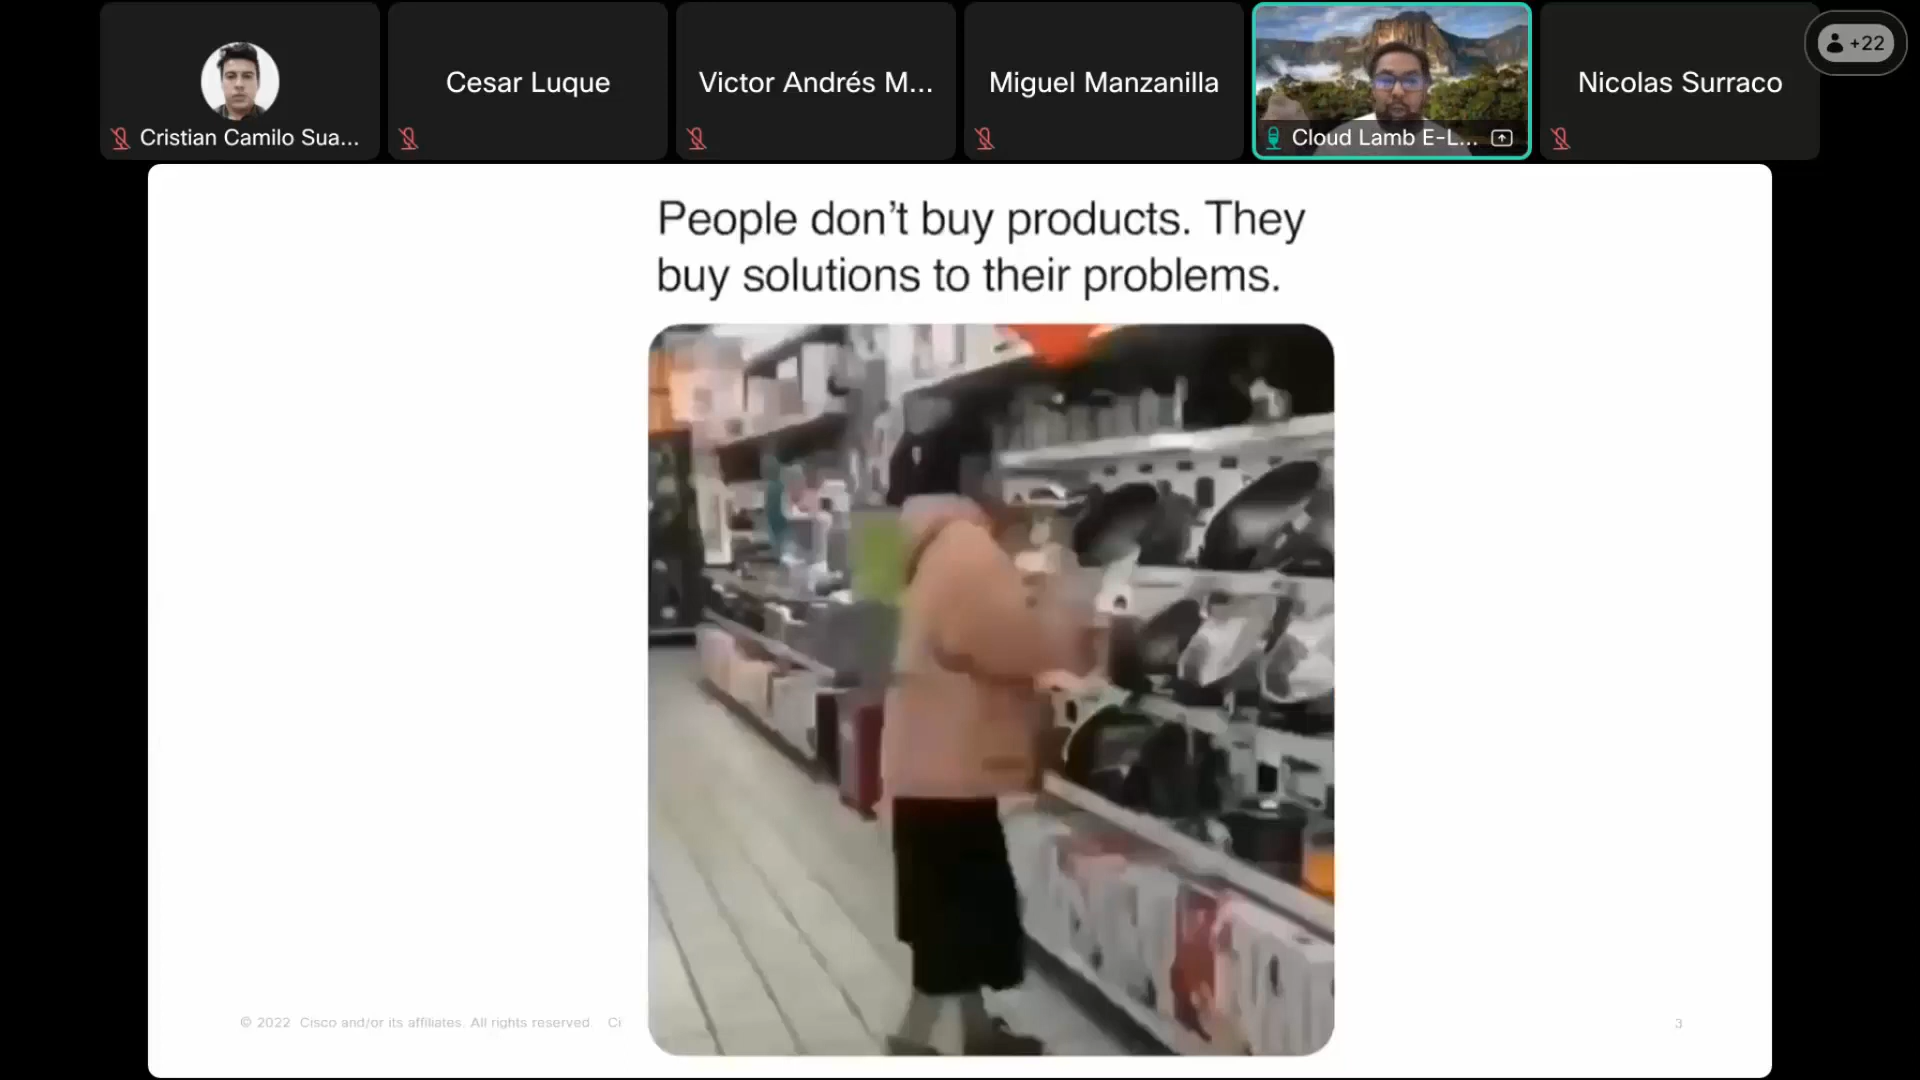 Cristian Camilo Sua...
Cesar Luque
Victor Andrés M...
Miguel Manzanilla
Cloud Lamb E-L...
Nicolas Surraco
+22
People don’t buy products. They
buy solutions to their problems.
© 2022 Cisco and/or its affiliates. All rights reserved. Ci
3